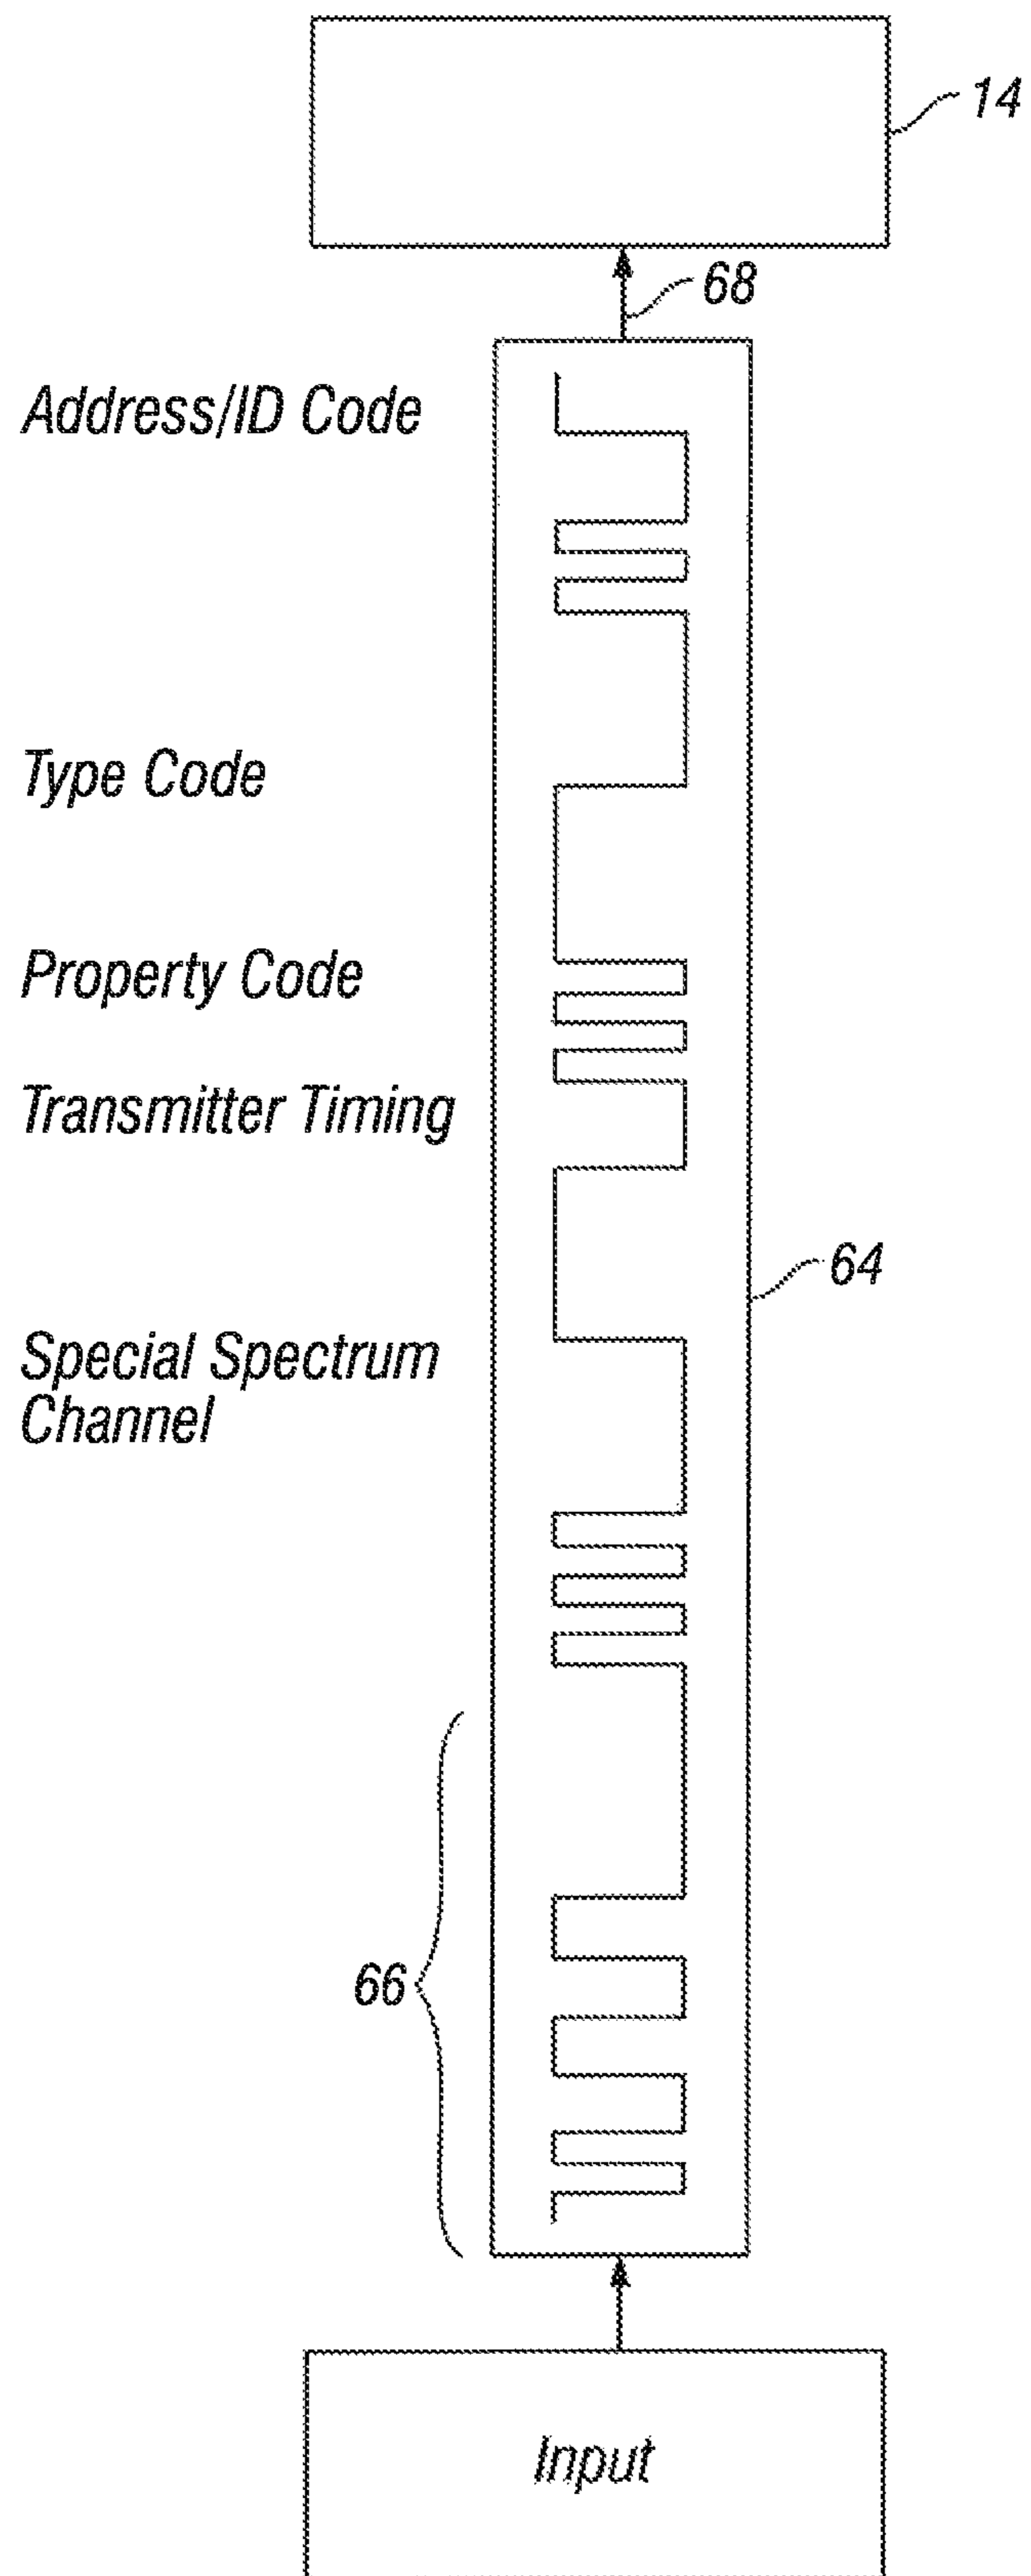 14
68
Address/ID Code
Type Code
Property Code
Transmitter Timing
64
Special Spectrum
Channel
66
Input